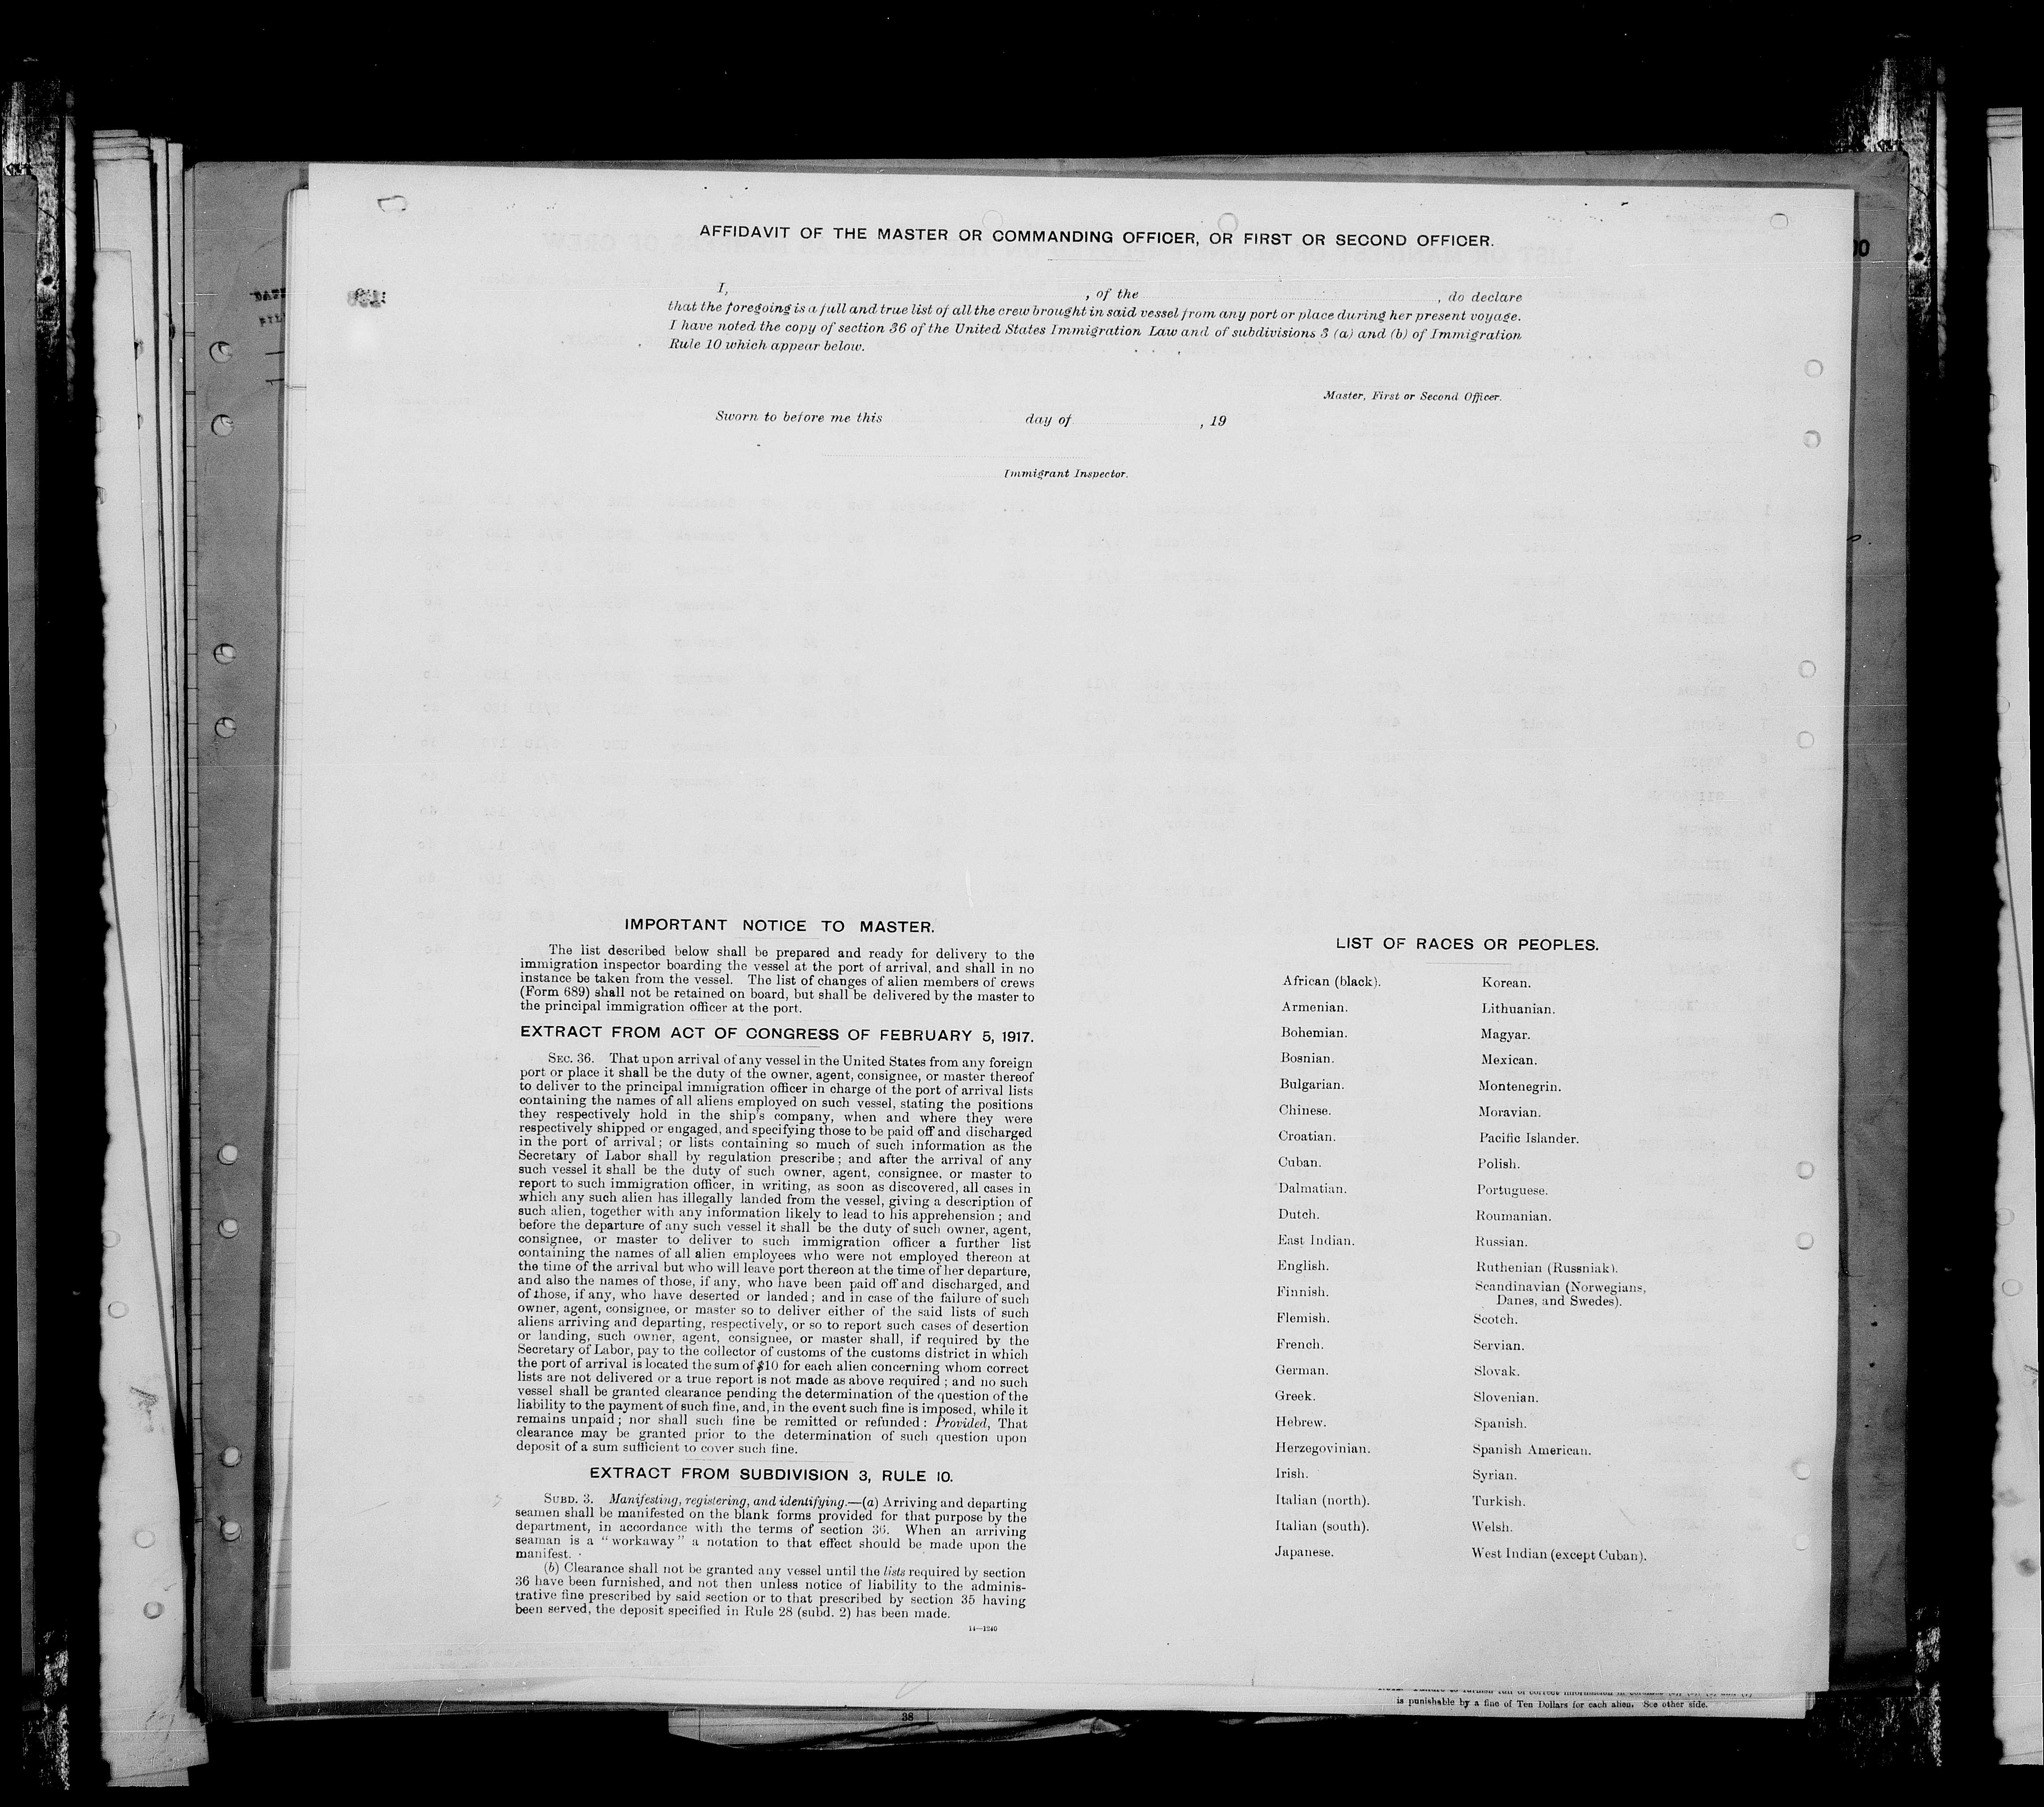 AFFIDAVIT OF THE MASTER OR COMMANDING OFFICER, OR FIRST OR SECOND OFFICER.
I, , of the , do declare
that the foregoing is a full and true list of all the crew brought in said vessel from any port or place during her present voyage.
I have noted the copy of section 36 of the United States Immigration Law and of subdivisions 3 (a) and (b) of Immigration
Rule 10 which appear below.
Master, First or Second Officer.
Sworn to before me this day of , 19
Immigrant Inspector.
IMPORTANT NOTICE TO MASTER.
The list described below shall be prepared and ready for delivery to the
immigration inspector boarding the vessel at the port of arrival, and shall in no
instance be taken from the vessel. The list of changes of alien members of crews
(Form 689) shall not be retained on board, but shall be delivered by the master to
the principal immigration officer at the port.
EXTRACT FROM ACT OF CONGRESS OF FEBRUARY 5, 1917.
SEC. 36. That upon arrival of any vessel in the United States from any foreign
port or place it shall be the duty of the owner, agent, consignee, or master thereof
to deliver to the principal immigration officer in charge of the port of arrival lists
containing the names of all aliens employed on such vessel, stating the positions
they respectively hold in the ship's company, when and where they were
respectively shipped or engaged, and specifying those to be paid off and discharged
in the port of arrival; or lists containing so much of such information as the
Secretary of Labor shall by regulation prescribe; and after the arrival of any
such vessel it shall be the duty of such owner, agent, consignee, or master to
report to such immigration officer, in writing, as soon as discovered, all cases in
which any such alien has illegally landed from the vessel, giving a description of
such alien, together with any information likely to lead to his apprehension; and
before the departure of any such vessel it shall be the duty of such owner, agent,
consignee, or master to deliver to such immigration officer a further list
containing the names of all alien employees who were not employed thereon at
the time of the arrival but who will leave port thereon at the time of her departure,
and also the names of those, if any, who have been paid off and discharged, and
of those, if any, who have deserted or landed; and in case of the failure of such
owner, agent, consignee, or master so to deliver either of the said lists of such
aliens arriving and departing, respectively, or so to report such cases of desertion
or landing, such owner, agent, consignee, or master shall, if required by the
Secretary of Labor, pay to the collector of customs of the customs district in which
the port of arrival is located the sum of $10 for each alien concerning whom correct
lists are not delivered or a true report is not made as above required; and no such
vessel shall be granted clearance pending the determination of the question of the
liability to the payment of such fine, and, in the event such fine is imposed, while it
remains unpaid; nor shall such fine be remitted or refunded: Provided, That
clearance may be granted prior to the determination of such question upon
deposit of a sum sufficient to cover such fine.
EXTRACT FROM SUBDIVISION 3, RULE 10.
SUBD. 3. Manifesting, registering, and identifying.—(a) Arriving and departing
seamen shall be manifested on the blank forms provided for that purpose by the
department, in accordance with the terms of section 36. When an arriving
seaman is a "workaway" a notation to that effect should be made upon the
manifest.
(b) Clearance shall not be granted any vessel until the lists required by section
36 have been furnished, and not then unless notice of liability to the adminis-
trative fine prescribed by said section or to that prescribed by section 35 having
been served, the deposit specified in Rule 28 (subd. 2) has been made.
14—1240
LIST OF RACES OR PEOPLES.
African (black).
Armenian.
Bohemian.
Bosnian.
Bulgarian.
Chinese.
Croatian.
Cuban.
Dalmatian.
Dutch.
East Indian.
English.
Finnish.
Flemish.
French.
German.
Greek.
Hebrew.
Herzegovinian.
Irish.
Italian (north).
Italian (south).
Japanese.
Korean.
Lithuanian.
Magyar.
Mexican.
Montenegrin.
Moravian.
Pacific Islander.
Polish.
Portuguese.
Roumanian.
Russian.
Ruthenian (Russniak).
Scandinavian (Norwegians,
Danes, and Swedes).
Scotch.
Servian.
Slovak.
Slovenian.
Spanish.
Spanish American.
Syrian.
Turkish.
Welsh.
West Indian (except Cuban).
is punishable by a fine of Ten Dollars for each alien. See other side.
38